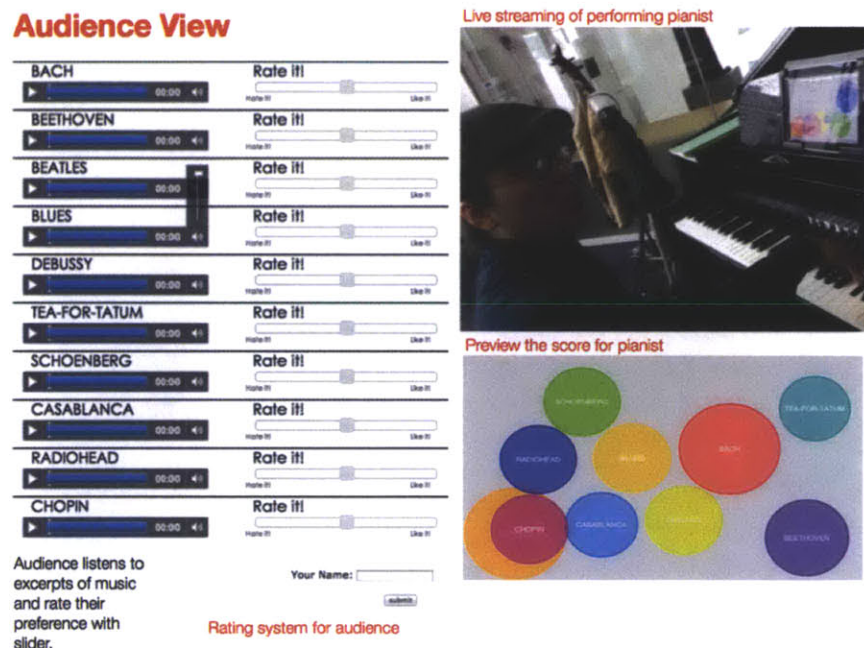 Audience View
BACH
Rate it!
00:00
Hate it!
Like it!
BEETHOVEN
Rate it!
00:00
Hate it!
Like it!
BEATLES
Rate it!
00:00
Hate it!
Like it!
BLUES
Rate it!
00:00
Hate it!
Like it!
DEBUSSY
Rate it!
00:00
Hate it!
Like it!
TEA-FOR-TATUM
Rate it!
00:00
Hate it!
Like it!
SCHOENBERG
Rate it!
00:00
Hate it!
Like it!
CASABLANCA
Rate it!
00:00
Hate it!
Like it!
RADIOHEAD
Rate it!
00:00
Hate it!
Like it!
CHOPIN
Rate it!
00:00
Hate it!
Like it!
Audience listens to
excerpts of music
and rate their
preference with
slider.
Your Name:
submit
Rating system for audience
Live streaming of performing pianist
Preview the score for pianist
SCHOENBERG
TEA-FOR-TATUM
RADIOHEAD
BLUES
BACH
CHOPIN
CASABLANCA
BEETHOVEN